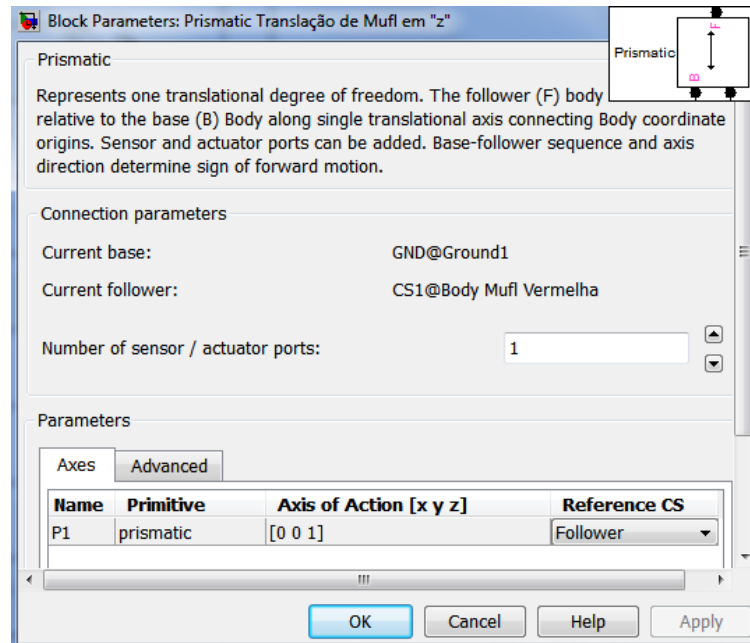 Block Parameters: Prismatic Translação de Mufl em "z"
Prismatic
F
B
Prismatic
Represents one translational degree of freedom. The follower (F) body
relative to the base (B) Body along single translational axis connecting Body coordinate
origins. Sensor and actuator ports can be added. Base-follower sequence and axis
direction determine sign of forward motion.
Connection parameters
Current base: GND@Ground1
Current follower: CS1@Body Mufl Vermelha
Number of sensor / actuator ports: 1
Parameters
Axes Advanced
Name Primitive Axis of Action [x y z] Reference CS
P1 prismatic [0 0 1] Follower
OK Cancel Help Apply